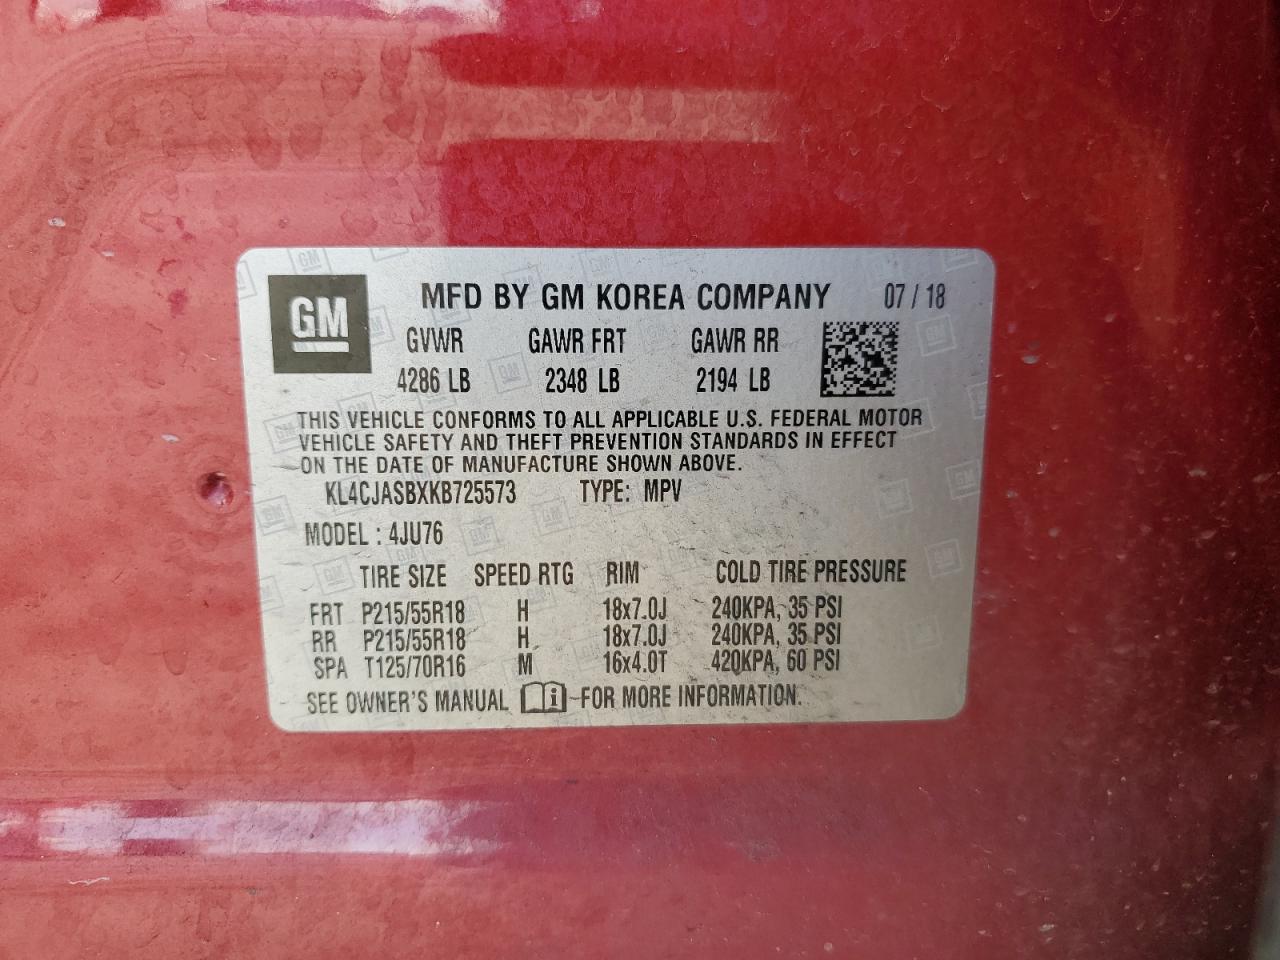 GM
MFD BY GM KOREA COMPANY 07 / 18
GVWR GAWR FRT GAWR RR
4286 LB 2348 LB 2194 LB
THIS VEHICLE CONFORMS TO ALL APPLICABLE U.S. FEDERAL MOTOR
VEHICLE SAFETY AND THEFT PREVENTION STANDARDS IN EFFECT
ON THE DATE OF MANUFACTURE SHOWN ABOVE.
KL4CJASBXKB725573 TYPE: MPV
MODEL : 4JU76
TIRE SIZE SPEED RTG RIM COLD TIRE PRESSURE
FRT P215/55R18 H 18x7.0J 240KPA, 35 PSI
RR P215/55R18 H 18x7.0J 240KPA, 35 PSI
SPA T125/70R16 M 16x4.0T 420KPA, 60 PSI
SEE OWNER'S MANUAL i FOR MORE INFORMATION.